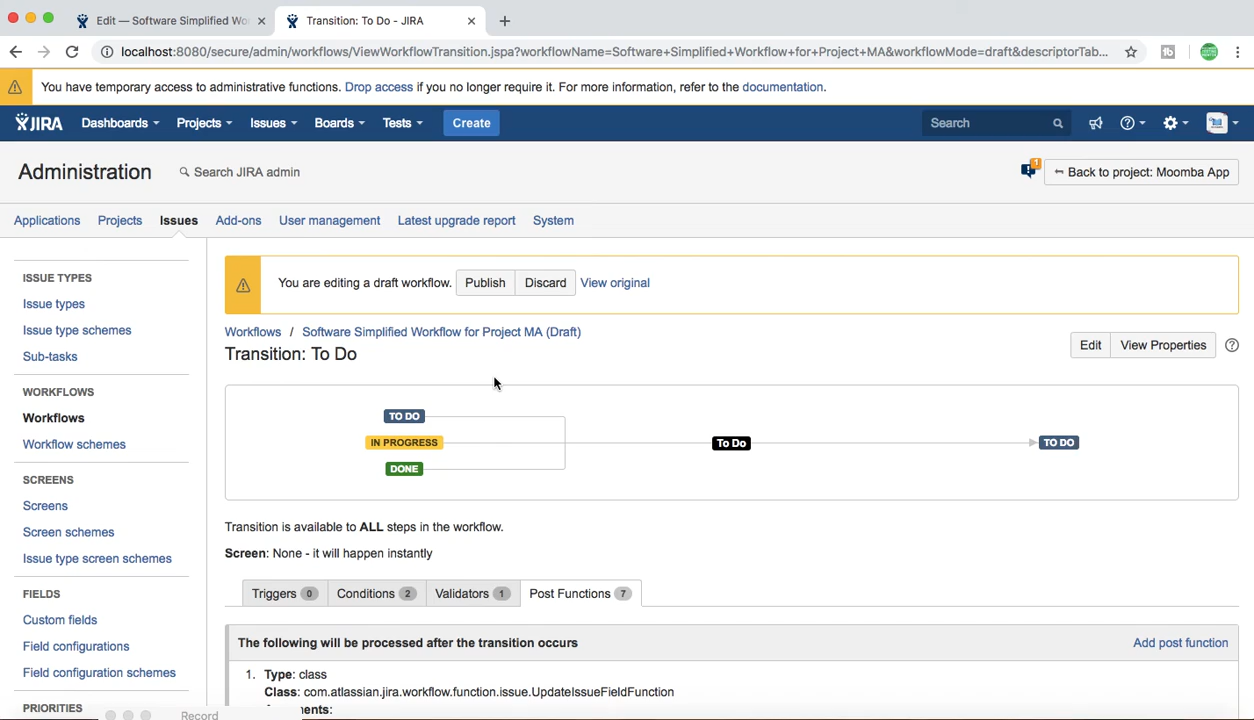 Edit — Software Simplified Wo
Transition: To Do - JIRA
localhost:8080/secure/admin/workflows/ViewWorkflowTransition.jspa?workflowName=Software+Simplified+Workflow+for+Project+MA&workflowMode=draft&descriptorTab...
You have temporary access to administrative functions. Drop access if you no longer require it. For more information, refer to the documentation.
JIRA Dashboards Projects Issues Boards Tests Create Search
Administration Search JIRA admin 1 Back to project: Moomba App
Applications Projects Issues Add-ons User management Latest upgrade report System
ISSUE TYPES
Issue types
Issue type schemes
Sub-tasks
WORKFLOWS
Workflows
Workflow schemes
SCREENS
Screens
Screen schemes
Issue type screen schemes
FIELDS
Custom fields
Field configurations
Field configuration schemes
PRIORITIES
You are editing a draft workflow. Publish Discard View original
Workflows / Software Simplified Workflow for Project MA (Draft)
Transition: To Do
Edit View Properties
TO DO
IN PROGRESS To Do TO DO
DONE
Transition is available to ALL steps in the workflow.
Screen: None - it will happen instantly
Triggers 0 Conditions 2 Validators 1 Post Functions 7
The following will be processed after the transition occurs Add post function
1. Type: class
Class: com.atlassian.jira.workflow.function.issue.UpdateIssueFieldFunction
Record